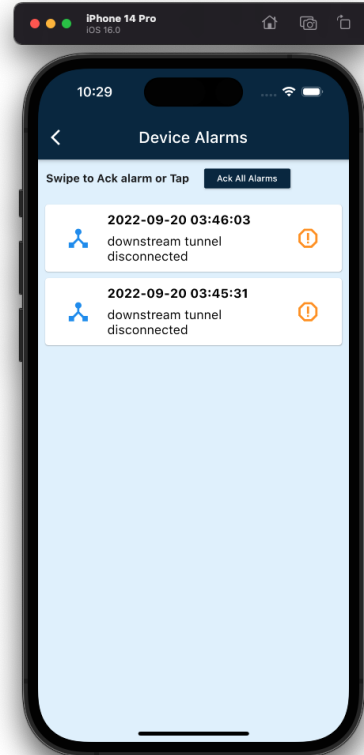 iPhone 14 Pro
iOS 16.0
10:29
Device Alarms
Swipe to Ack alarm or Tap Ack All Alarms
2022-09-20 03:46:03
downstream tunnel
disconnected
2022-09-20 03:45:31
downstream tunnel
disconnected